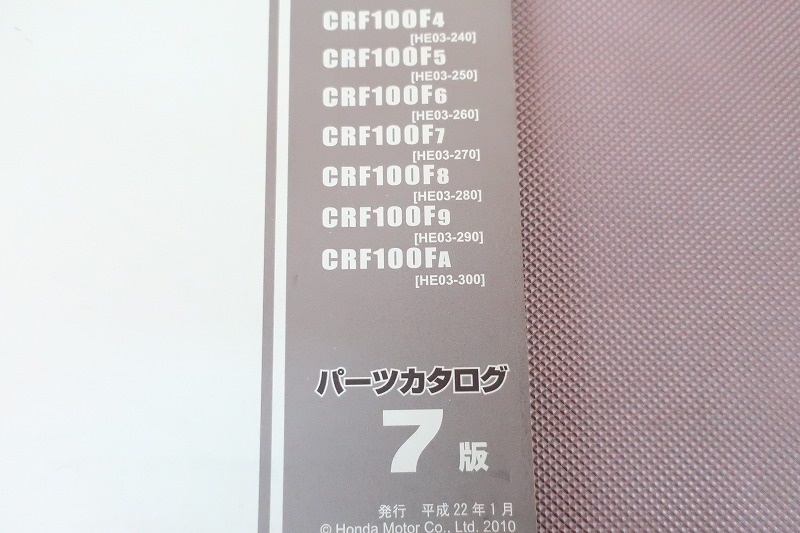 CRF100F4
[HE03-240]
CRF100F5
[HE03-250]
CRF100F6
[HE03-260]
CRF100F7
[HE03-270]
CRF100F8
[HE03-280]
CRF100F9
[HE03-290]
CRF100FA
[HE03-300]
パーツカタログ
7版
発行 平成22年1月
© Honda Motor Co., Ltd. 2010